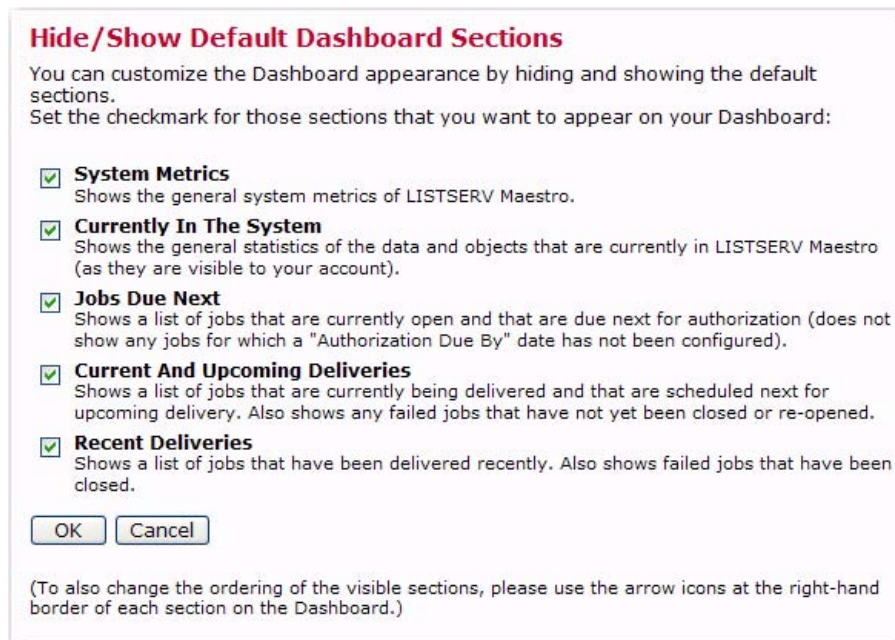 Hide/Show Default Dashboard Sections
You can customize the Dashboard appearance by hiding and showing the default
sections.
Set the checkmark for those sections that you want to appear on your Dashboard:
System Metrics
Shows the general system metrics of LISTSERV Maestro.
Currently In The System
Shows the general statistics of the data and objects that are currently in LISTSERV Maestro
(as they are visible to your account).
Jobs Due Next
Shows a list of jobs that are currently open and that are due next for authorization (does not
show any jobs for which a "Authorization Due By" date has not been configured).
Current And Upcoming Deliveries
Shows a list of jobs that are currently being delivered and that are scheduled next for
upcoming delivery. Also shows any failed jobs that have not yet been closed or re-opened.
Recent Deliveries
Shows a list of jobs that have been delivered recently. Also shows failed jobs that have been
closed.
OK Cancel
(To also change the ordering of the visible sections, please use the arrow icons at the right-hand
border of each section on the Dashboard.)